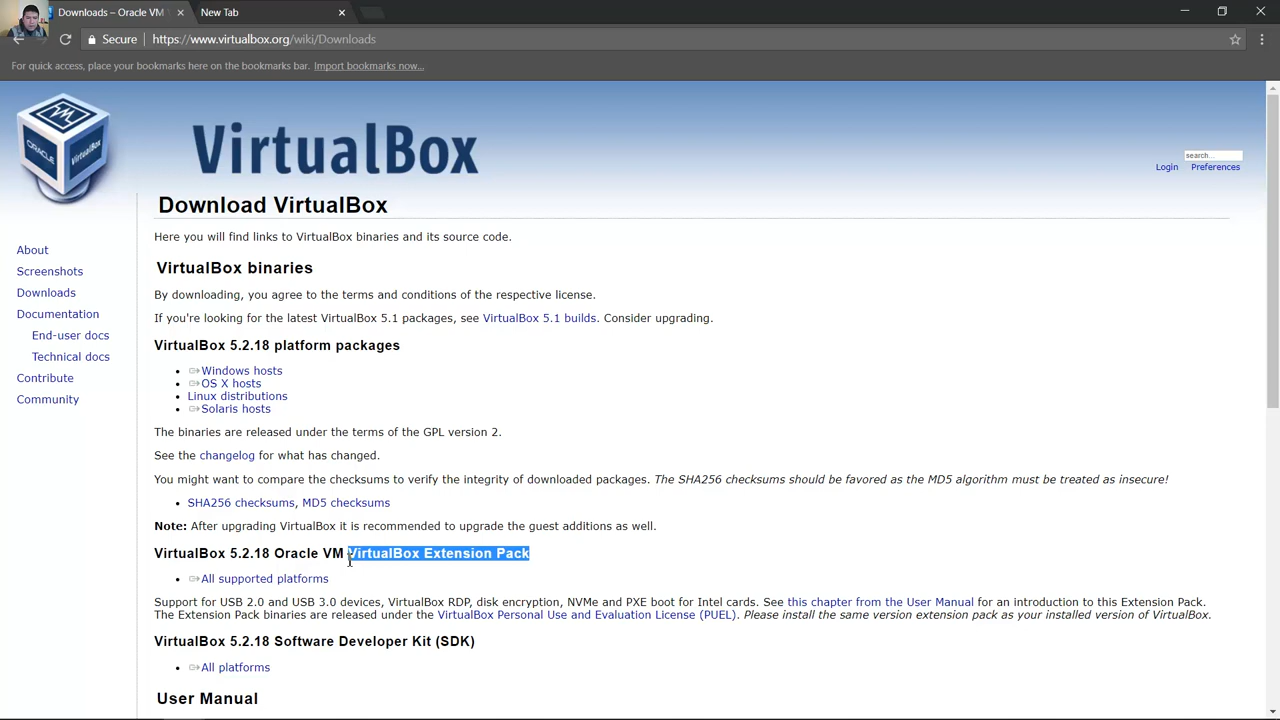 Downloads – Oracle VM
New Tab
Secure
https://www.virtualbox.org/wiki/Downloads
For quick access, place your bookmarks here on the bookmarks bar. Import bookmarks now...
ORACLE
VirtualBox
VirtualBox
search...
Login Preferences
Download VirtualBox
Here you will find links to VirtualBox binaries and its source code.
About
Screenshots
Downloads
Documentation
End-user docs
Technical docs
Contribute
Community
VirtualBox binaries
By downloading, you agree to the terms and conditions of the respective license.
If you're looking for the latest VirtualBox 5.1 packages, see VirtualBox 5.1 builds. Consider upgrading.
VirtualBox 5.2.18 platform packages
• Windows hosts
• OS X hosts
• Linux distributions
• Solaris hosts
The binaries are released under the terms of the GPL version 2.
See the changelog for what has changed.
You might want to compare the checksums to verify the integrity of downloaded packages. The SHA256 checksums should be favored as the MD5 algorithm must be treated as insecure!
• SHA256 checksums, MD5 checksums
Note: After upgrading VirtualBox it is recommended to upgrade the guest additions as well.
VirtualBox 5.2.18 Oracle VM VirtualBox Extension Pack
• All supported platforms
Support for USB 2.0 and USB 3.0 devices, VirtualBox RDP, disk encryption, NVMe and PXE boot for Intel cards. See this chapter from the User Manual for an introduction to this Extension Pack.
The Extension Pack binaries are released under the VirtualBox Personal Use and Evaluation License (PUEL). Please install the same version extension pack as your installed version of VirtualBox.
VirtualBox 5.2.18 Software Developer Kit (SDK)
• All platforms
User Manual